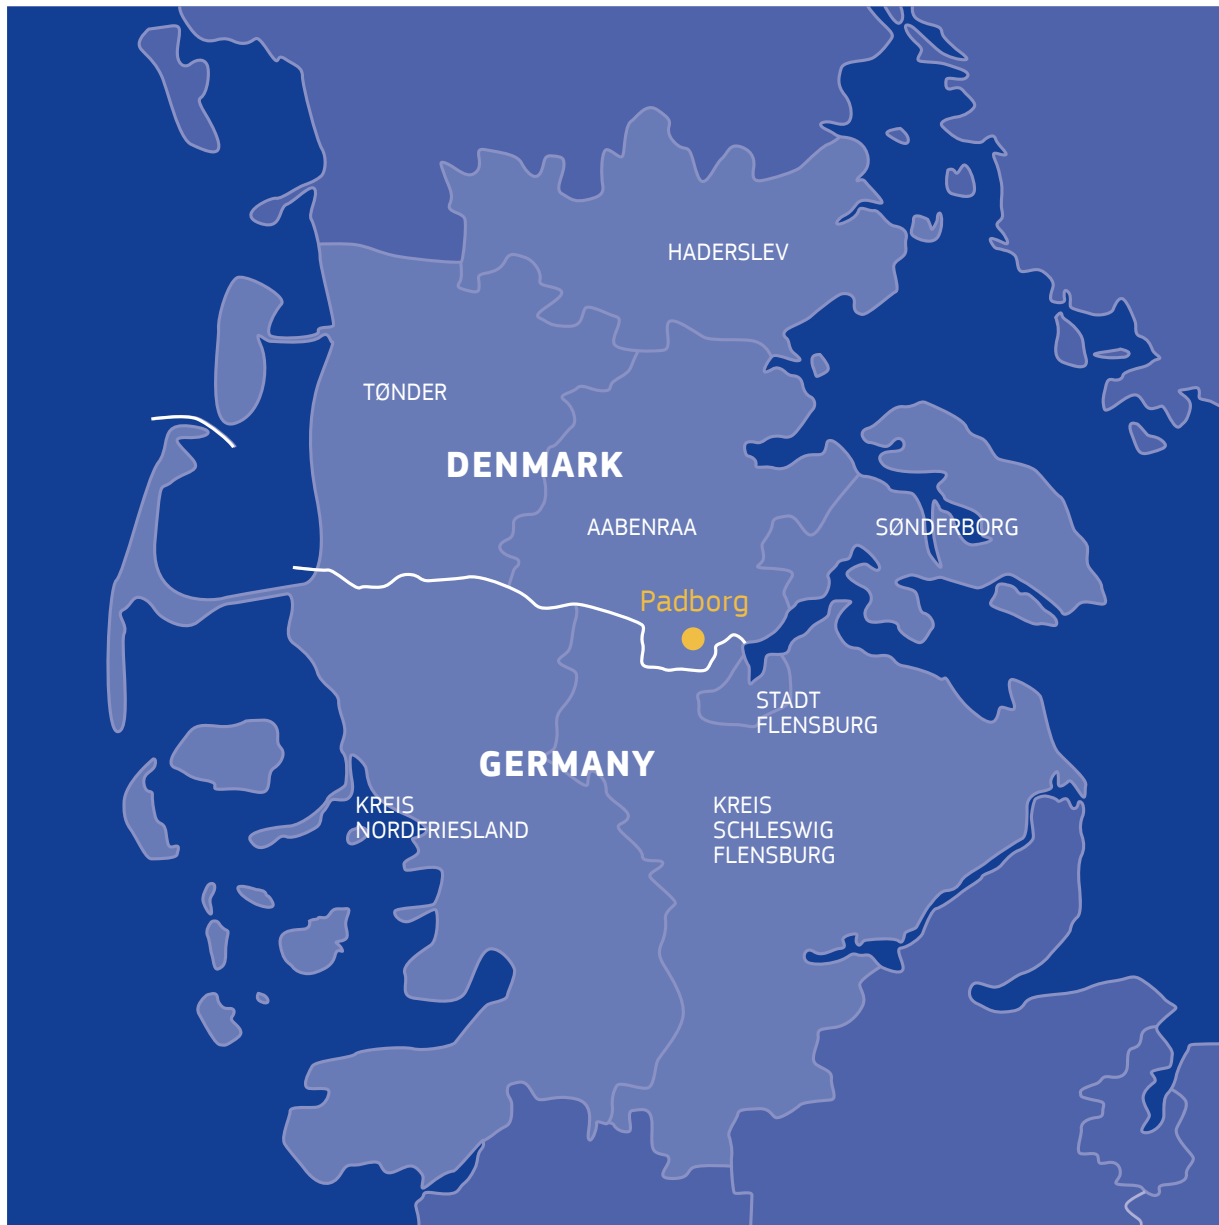 HADERSLEV
TØNDER
DENMARK
AABENRAA
SØNDERBORG
Padborg
STADT
FLENSBURG
GERMANY
KREIS
NORDFRIESLAND
KREIS
SCHLESWIG
FLENSBURG